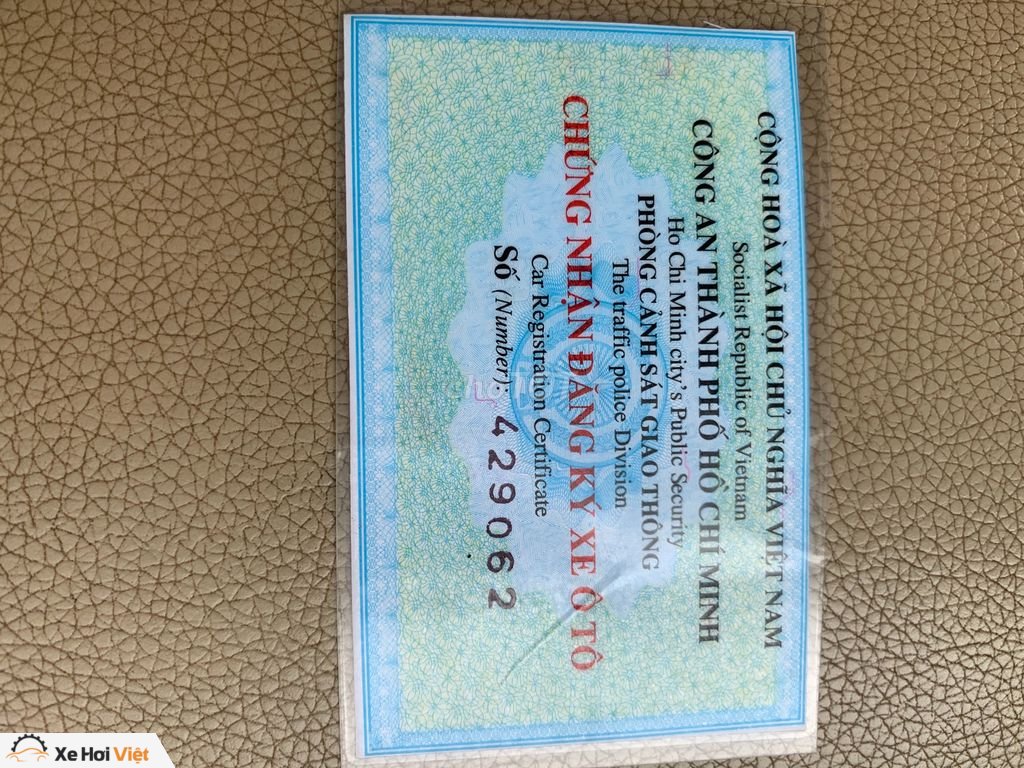 CỘNG HOÀ XÃ HỘI CHỦ NGHĨA VIỆT NAM
Socialist Republic of Vietnam
CÔNG AN THÀNH PHỐ HỒ CHÍ MINH
Ho Chi Minh city's Public Security
PHÒNG CẢNH SÁT GIAO THÔNG
The traffic police Division
CHỨNG NHẬN ĐĂNG KÝ XE Ô TÔ
Car Registration Certificate
Số (Number): 429062
Xe Hơi Việt